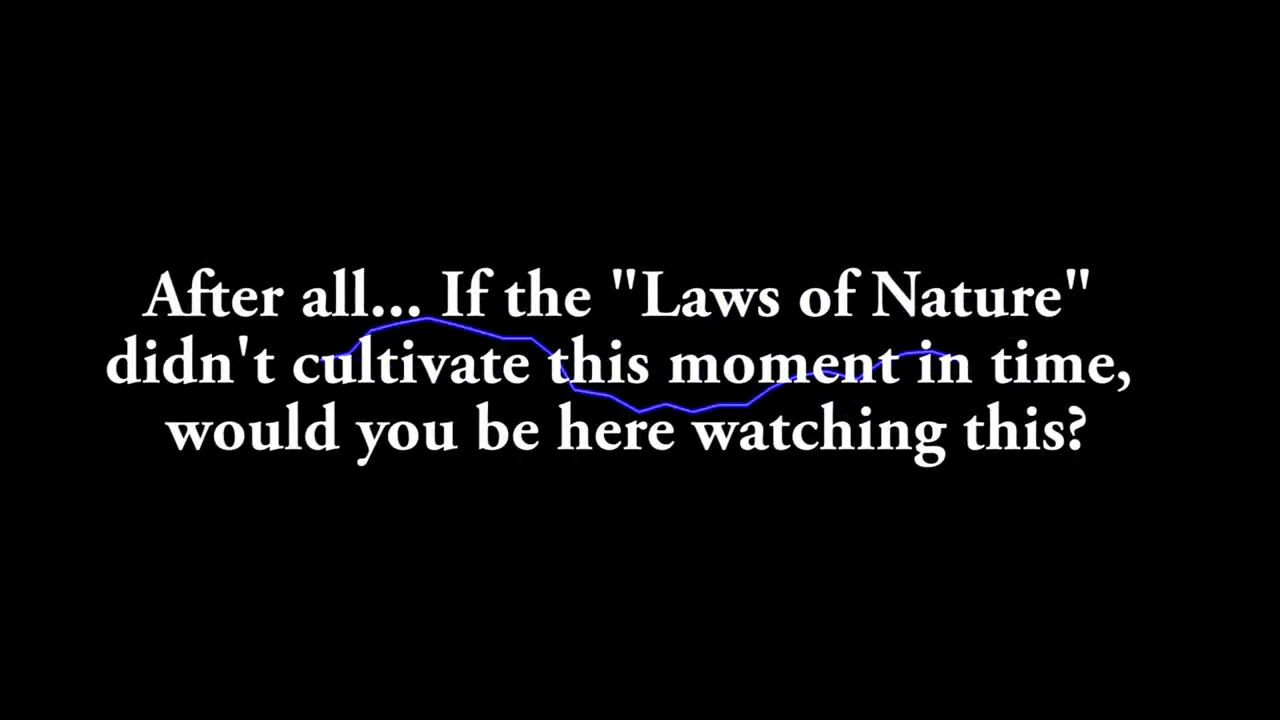 After all... If the "Laws of Nature"
didn't cultivate this moment in time,
would you be here watching this?